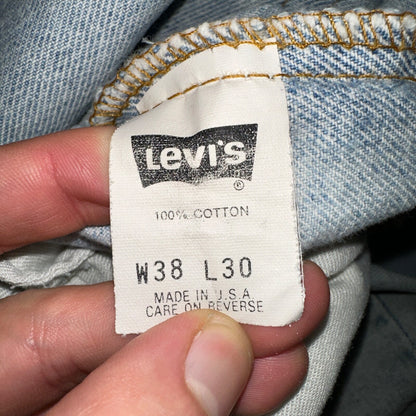 Levi's
®
100% COTTON
W38 L30
MADE IN U.S.A
CARE ON REVERSE